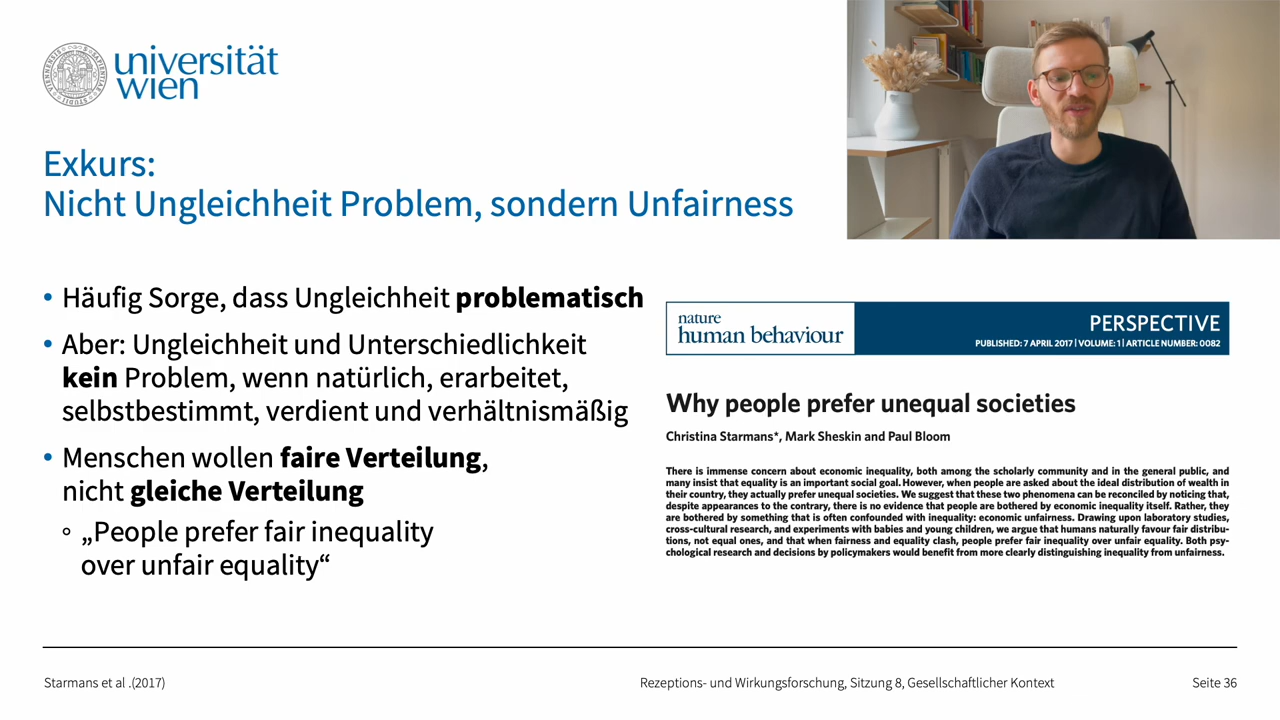 universität
wien
Exkurs:
Nicht Ungleichheit Problem, sondern Unfairness
• Häufig Sorge, dass Ungleichheit problematisch
• Aber: Ungleichheit und Unterschiedlichkeit
kein Problem, wenn natürlich, erarbeitet,
selbstbestimmt, verdient und verhältnismäßig
• Menschen wollen faire Verteilung,
nicht gleiche Verteilung
◦ „People prefer fair inequality
over unfair equality“
nature
human behaviour
PERSPECTIVE
PUBLISHED: 7 APRIL 2017 | VOLUME: 1 | ARTICLE NUMBER: 0082
Why people prefer unequal societies
Christina Starmans*, Mark Sheskin and Paul Bloom
There is immense concern about economic inequality, both among the scholarly community and in the general public, and
many insist that equality is an important social goal. However, when people are asked about the ideal distribution of wealth in
their country, they actually prefer unequal societies. We suggest that these two phenomena can be reconciled by noticing that,
despite appearances to the contrary, there is no evidence that people are bothered by economic inequality itself. Rather, they
are bothered by something that is often confounded with inequality: economic unfairness. Drawing upon laboratory studies,
cross-cultural research, and experiments with babies and young children, we argue that humans naturally favour fair distribu-
tions, not equal ones, and that when fairness and equality clash, people prefer fair inequality over unfair equality. Both psy-
chological research and decisions by policymakers would benefit from more clearly distinguishing inequality from unfairness.
Starmans et al .(2017)
Rezeptions- und Wirkungsforschung, Sitzung 8, Gesellschaftlicher Kontext
Seite 36